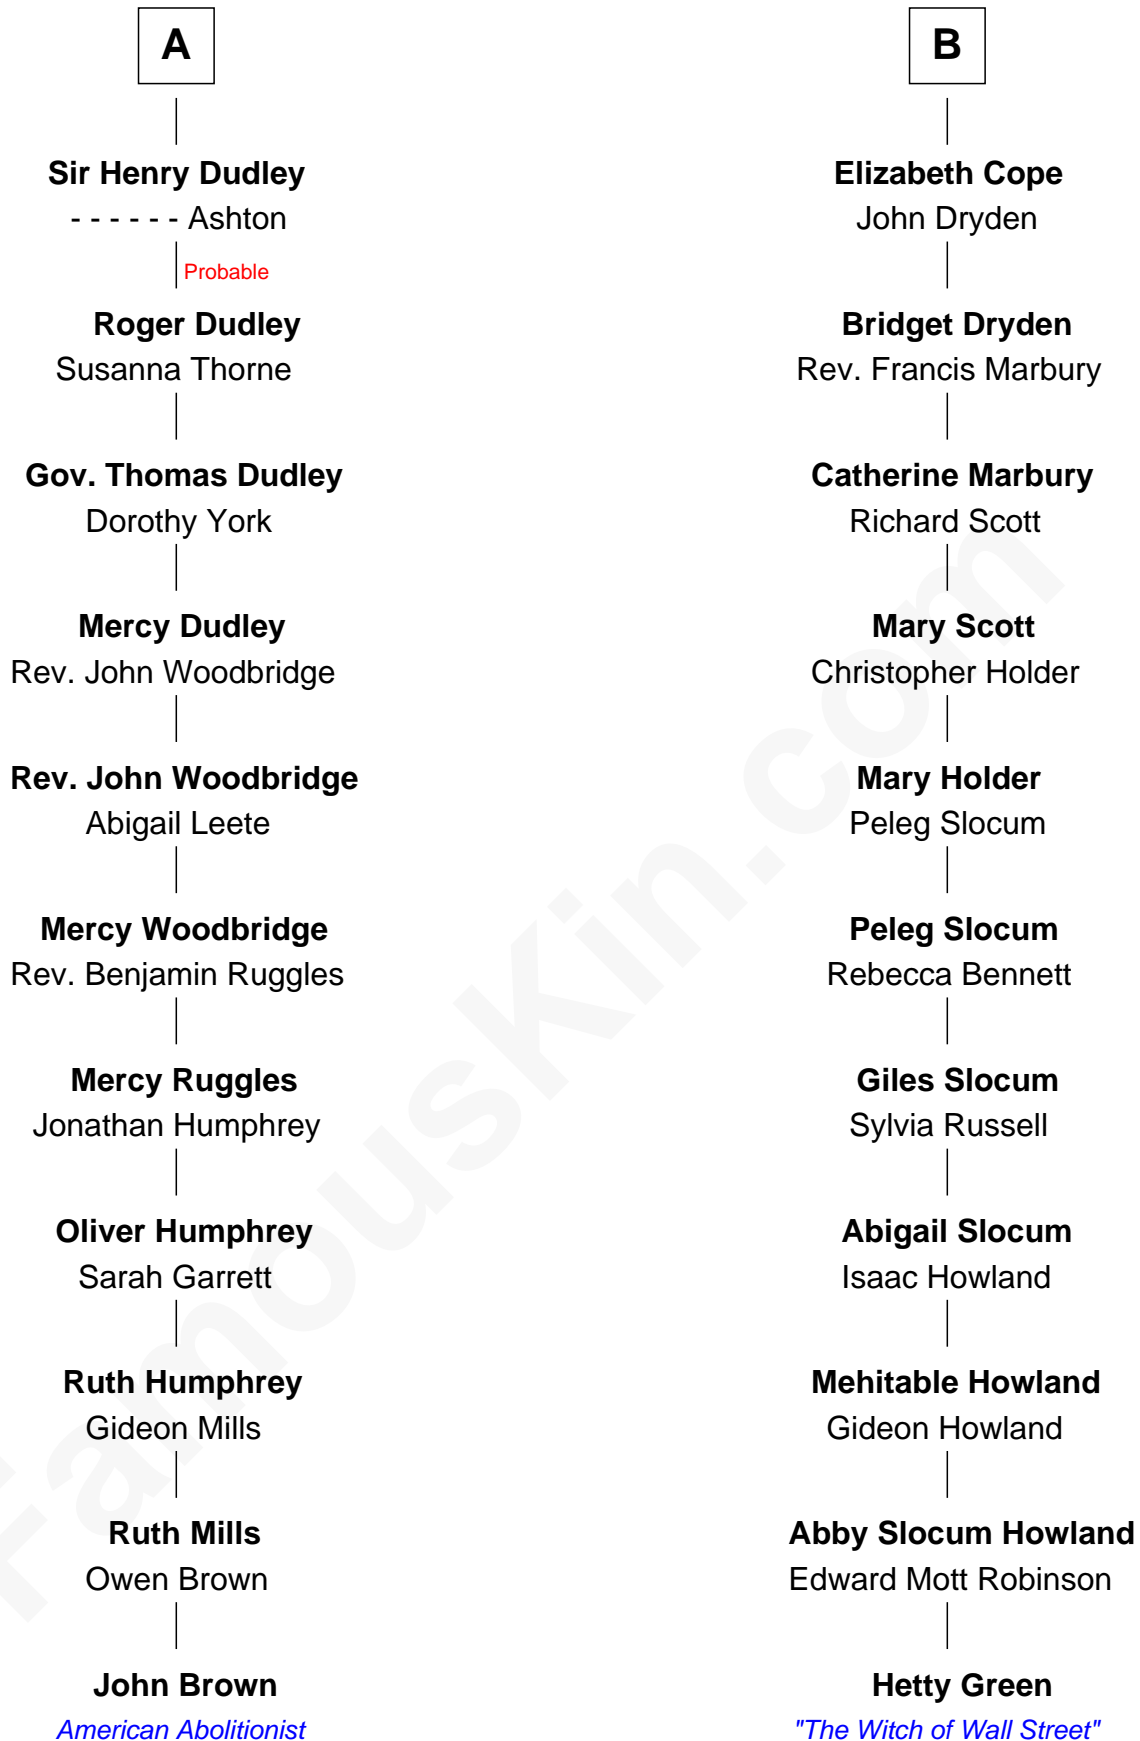 A
Sir Henry Dudley
- - - - - - Ashton
Probable
Roger Dudley
Susanna Thorne
Gov. Thomas Dudley
Dorothy York
Mercy Dudley
Rev. John Woodbridge
Rev. John Woodbridge
Abigail Leete
Mercy Woodbridge
Rev. Benjamin Ruggles
Mercy Ruggles
Jonathan Humphrey
Oliver Humphrey
Sarah Garrett
Ruth Humphrey
Gideon Mills
Ruth Mills
Owen Brown
John Brown
American Abolitionist
B
Elizabeth Cope
John Dryden
Bridget Dryden
Rev. Francis Marbury
Catherine Marbury
Richard Scott
Mary Scott
Christopher Holder
Mary Holder
Peleg Slocum
Peleg Slocum
Rebecca Bennett
Giles Slocum
Sylvia Russell
Abigail Slocum
Isaac Howland
Mehitable Howland
Gideon Howland
Abby Slocum Howland
Edward Mott Robinson
Hetty Green
"The Witch of Wall Street"
FamousKin.com